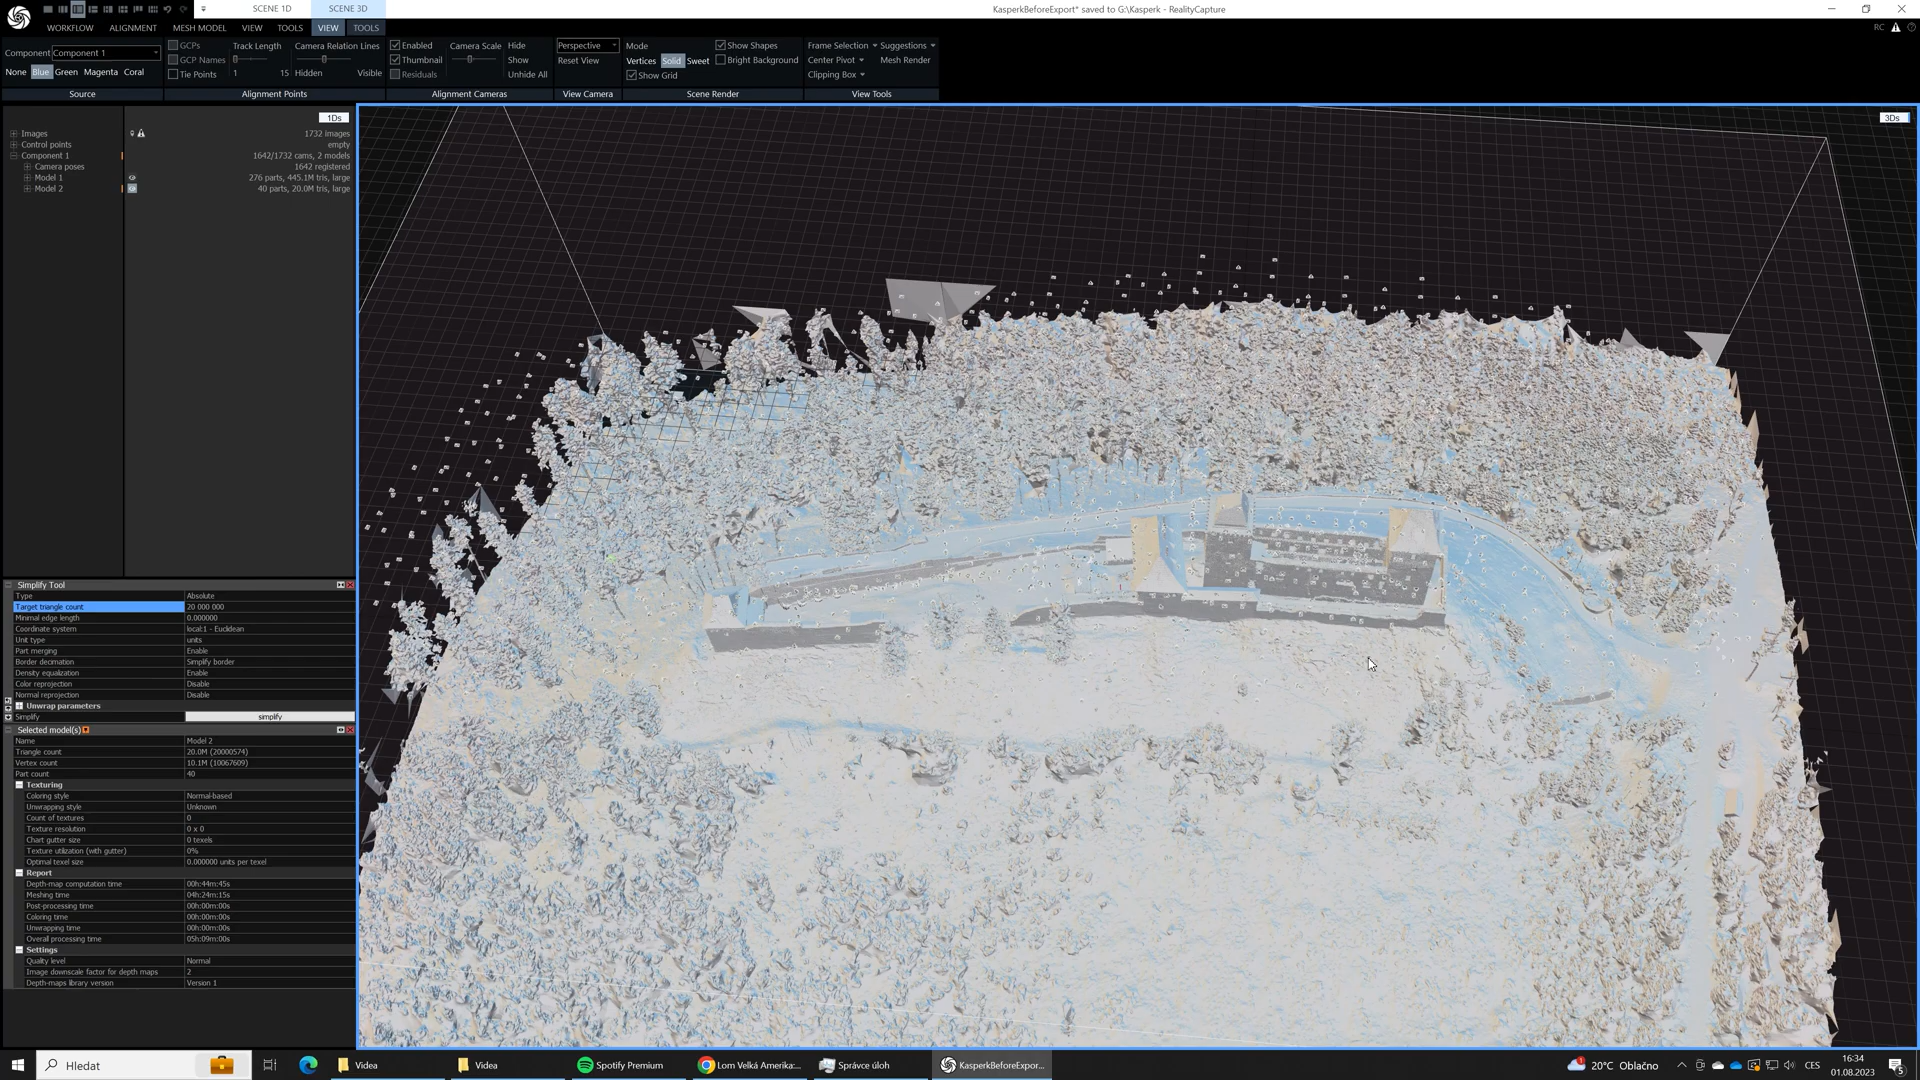 SCENE 1D
SCENE 3D
KasperkBeforeExport* saved to G:\Kasperk - RealityCapture
WORKFLOW
ALIGNMENT
MESH MODEL
VIEW
TOOLS
VIEW
TOOLS
RC
Component
Component 1
None
Blue
Green
Magenta
Coral
Source
GCPs
GCP Names
Tie Points
Track Length
1
15
Camera Relation Lines
Hidden
Visible
Alignment Points
Enabled
Thumbnail
Residuals
Camera Scale
Hide
Show
Unhide All
Alignment Cameras
Perspective
Reset View
View Camera
Mode
Vertices
Solid
Sweet
Show Grid
Show Shapes
Bright Background
Scene Render
Frame Selection
Suggestions
Center Pivot
Mesh Render
Clipping Box
View Tools
1Ds
3Ds
Images
1732 images
Control points
empty
Component 1
1642/1732 cams, 2 models
Camera poses
1642 registered
Model 1
276 parts, 445.1M tris, large
Model 2
40 parts, 20.0M tris, large
Simplify Tool
Type
Absolute
Target triangle count
20 000 000
Minimal edge length
0.000000
Coordinate system
local:1 - Euclidean
Unit type
units
Part merging
Enable
Border decimation
Simplify border
Density equalization
Enable
Color reprojection
Disable
Normal reprojection
Disable
Unwrap parameters
Simplify
simplify
Selected model(s)
Name
Model 2
Triangle count
20.0M (20000574)
Vertex count
10.1M (10067609)
Part count
40
Texturing
Coloring style
Normal-based
Unwrapping style
Unknown
Count of textures
0
Texture resolution
0 x 0
Chart gutter size
0 texels
Texture utilization (with gutter)
0%
Optimal texel size
0.000000 units per texel
Report
Depth-map computation time
00h:44m:45s
Meshing time
04h:24m:15s
Post-processing time
00h:00m:00s
Coloring time
00h:00m:00s
Unwrapping time
00h:00m:00s
Overall processing time
05h:09m:00s
Settings
Quality level
Normal
Image downscale factor for depth maps
2
Depth-maps library version
Version 1
Hledat
Videa
Videa
Spotify Premium
Lom Velká Amerika:...
Správce úloh
KasperkBeforeExpor...
1
20°C Oblačno
CES
16:34
01.08.2023
5